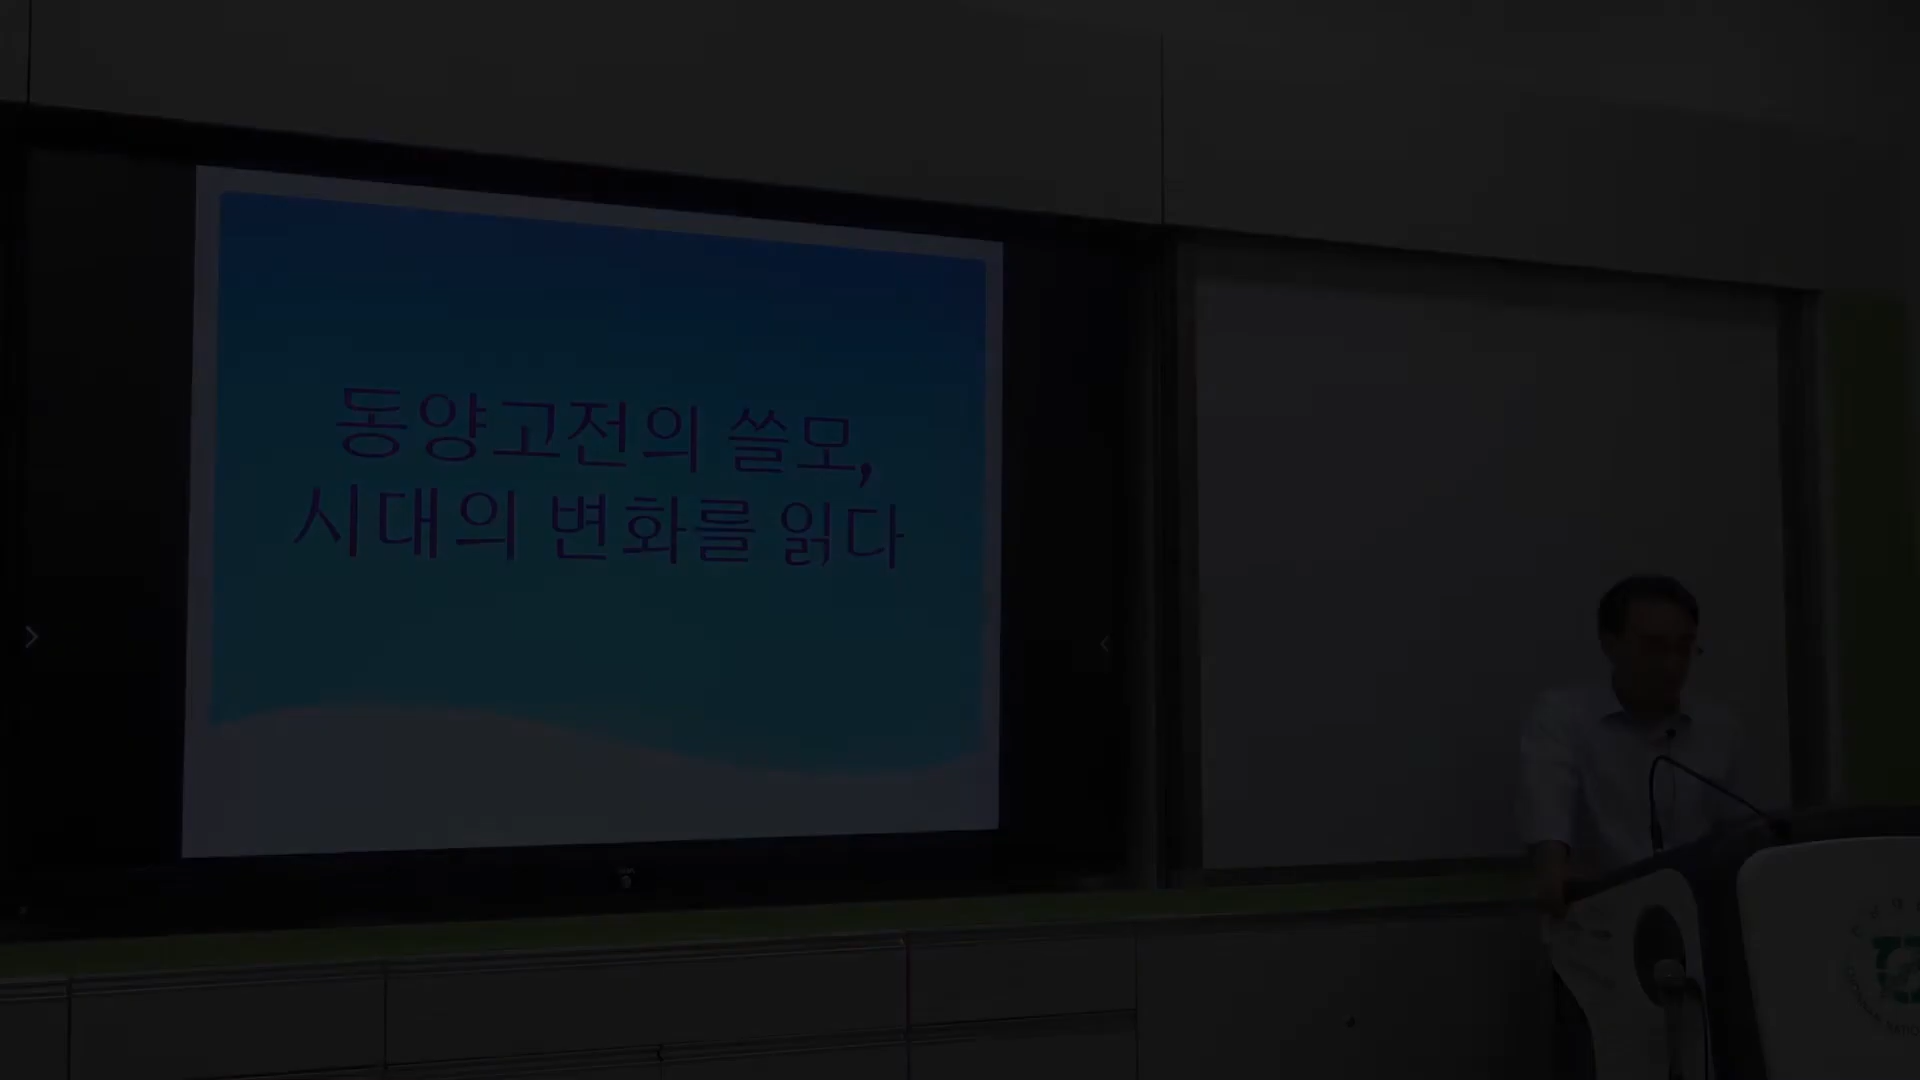 동양고전의 쓸모,
시대의 변화를 읽다